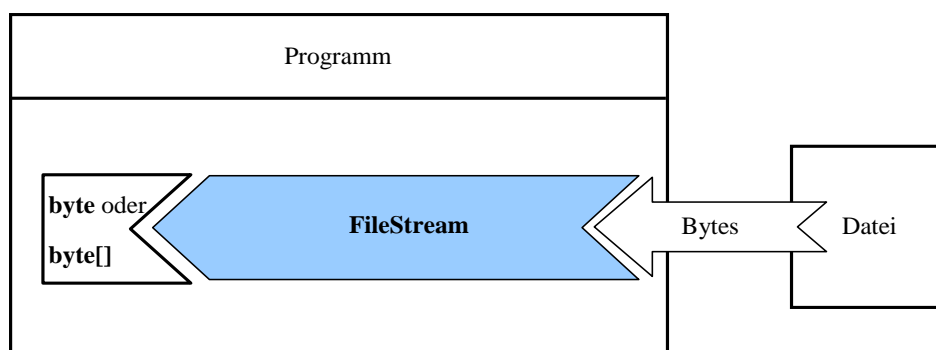 Programm
byte oder
byte[]
FileStream
Bytes
Datei